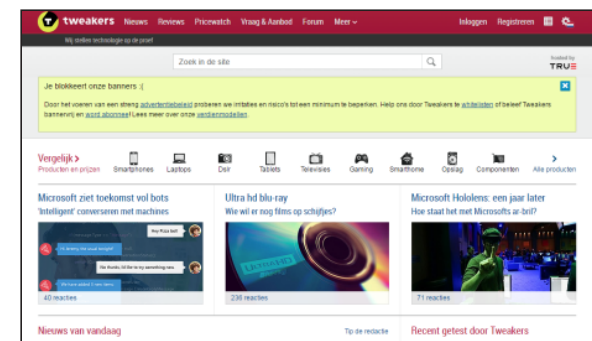 tweakers Nieuws Reviews Pricewatch Vraag & Aanbod Forum Meer Inloggen Registreren
Wij stellen technologie op de proef
Zoek in de site
hosted by
TRUE
Je blokkeert onze banners :(
Door het voeren van een streng advertentiebeleid proberen we irritaties en risico's tot een minimum te beperken. Help ons door Tweakers te whitelisten of beleef Tweakers
bannervrij en word abonnee! Lees meer over onze verdienmodellen.
Vergelijk >
Producten en prijzen Smartphones Laptops Dslr Tablets Televisies Gaming Smarthome Opslag Componenten Alle producten
Microsoft ziet toekomst vol bots
'Intelligent' converseren met machines
40 reacties
Ultra hd blu-ray
Wie wil er nog films op schijfjes?
ULTRA HD
236 reacties
Microsoft Hololens: een jaar later
Hoe staat het met Microsofts ar-bril?
71 reacties
Nieuws van vandaag Tip de redactie
Recent getest door Tweakers